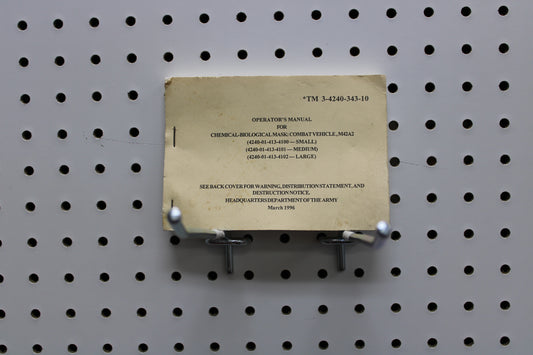 *TM 3-4240-343-10
OPERATOR'S MANUAL
FOR
CHEMICAL-BIOLOGICAL MASK: COMBAT VEHICLE, M42A2
(4240-01-413-4100 — SMALL)
(4240-01-413-4101 — MEDIUM)
(4240-01-413-4102 — LARGE)
SEE BACK COVER FOR WARNING, DISTRIBUTION STATEMENT, AND
DESTRUCTION NOTICE.
HEADQUARTERS DEPARTMENT OF THE ARMY
March 1996